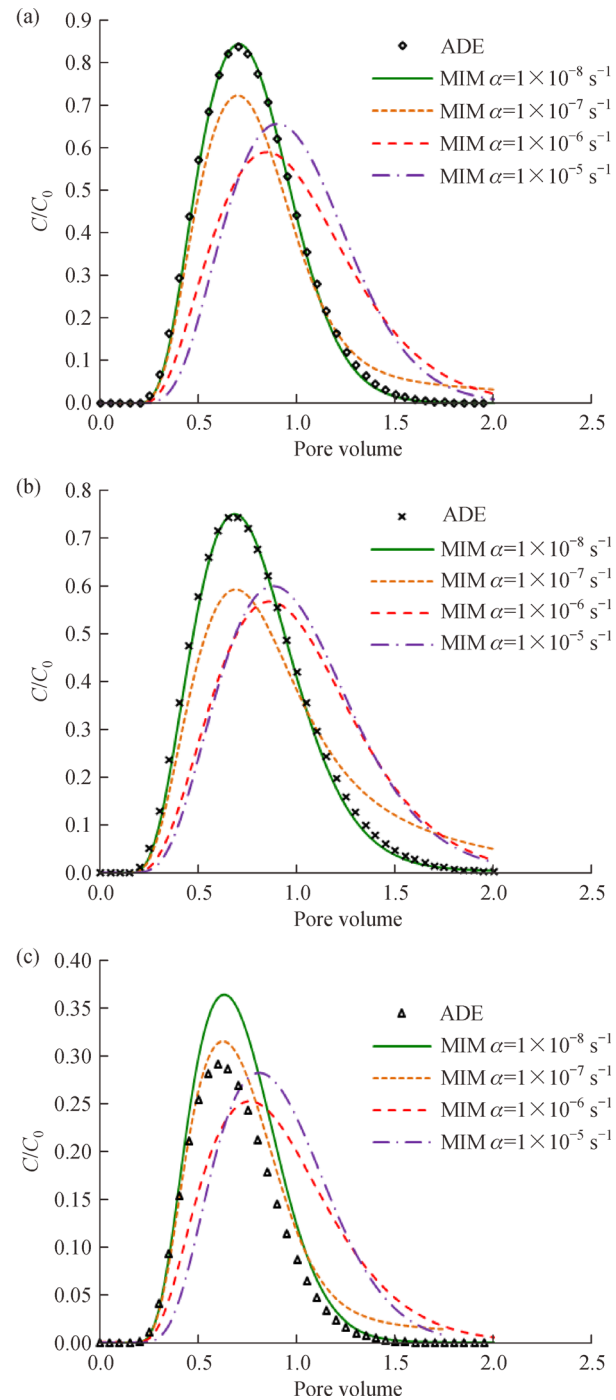 (a)
0.9
0.8
0.7
0.6
0.5
0.4
0.3
0.2
0.1
0.0
C/C₀
ADE
MIM α=1×10⁻⁸ s⁻¹
MIM α=1×10⁻⁷ s⁻¹
MIM α=1×10⁻⁶ s⁻¹
MIM α=1×10⁻⁵ s⁻¹
0.0 0.5 1.0 1.5 2.0 2.5
Pore volume
(b)
0.8
0.7
0.6
0.5
0.4
0.3
0.2
0.1
0.0
C/C₀
ADE
MIM α=1×10⁻⁸ s⁻¹
MIM α=1×10⁻⁷ s⁻¹
MIM α=1×10⁻⁶ s⁻¹
MIM α=1×10⁻⁵ s⁻¹
0.0 0.5 1.0 1.5 2.0 2.5
Pore volume
(c)
0.40
0.35
0.30
0.25
0.20
0.15
0.10
0.05
0.00
C/C₀
ADE
MIM α=1×10⁻⁸ s⁻¹
MIM α=1×10⁻⁷ s⁻¹
MIM α=1×10⁻⁶ s⁻¹
MIM α=1×10⁻⁵ s⁻¹
0.0 0.5 1.0 1.5 2.0 2.5
Pore volume